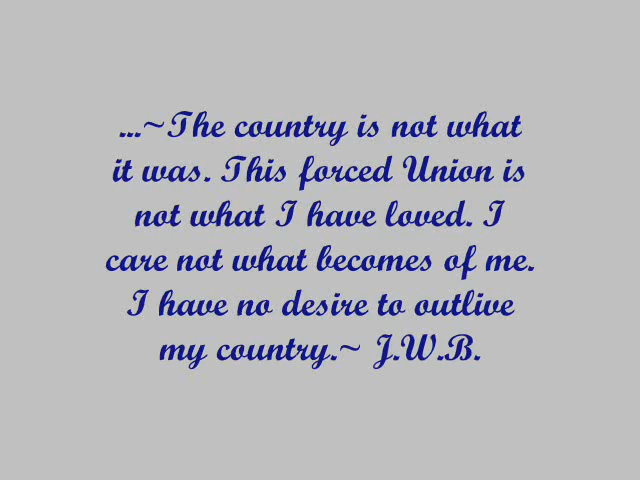 ...~The country is not what
it was. This forced Union is
not what I have loved. I
care not what becomes of me.
I have no desire to outlive
my country.~ J.W.B.